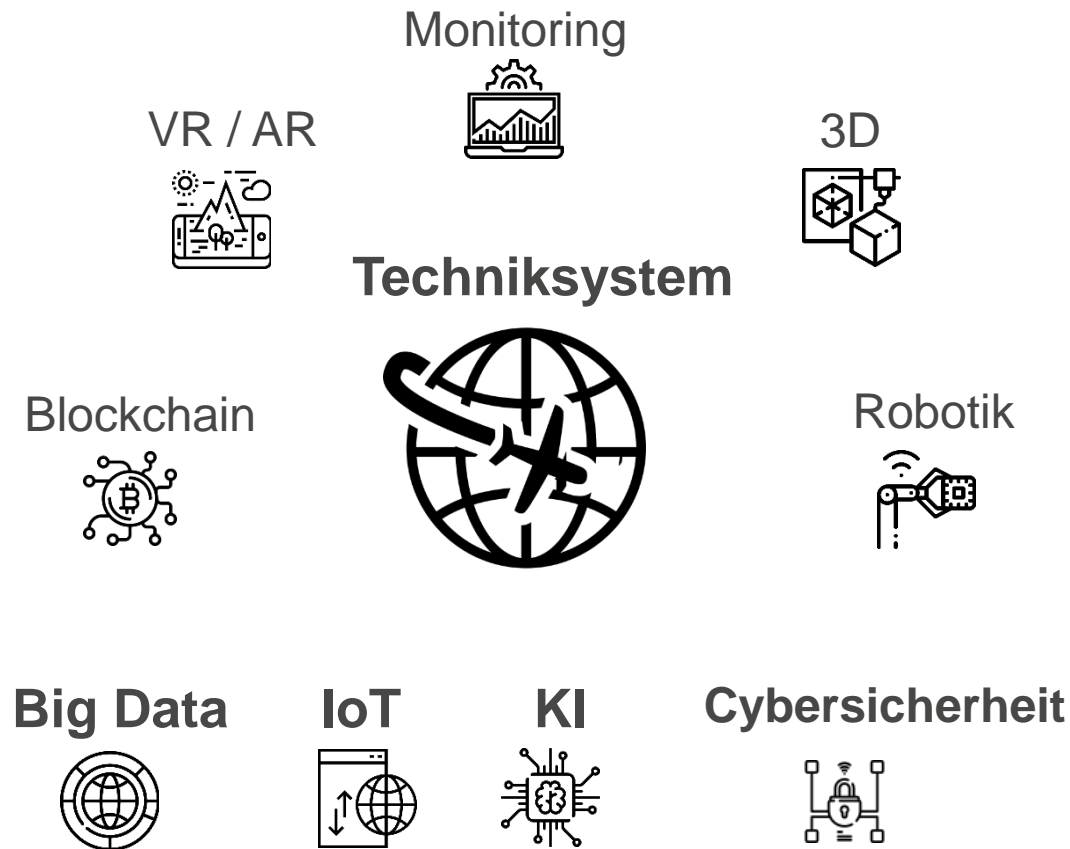 Monitoring
VR / AR
3D
Techniksystem
Blockchain
Robotik
Big Data
IoT
KI
Cybersicherheit